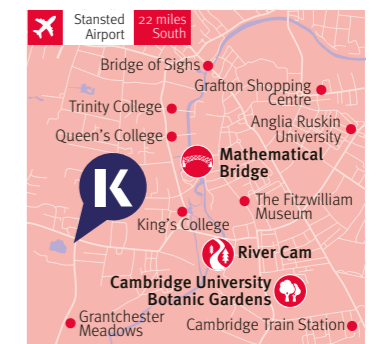 Stansted
Airport
22 miles
South
Bridge of Sighs
Grafton Shopping
Centre
Trinity College
Anglia Ruskin
University
Queen's College
Mathematical
Bridge
K
The Fitzwilliam
Museum
King's College
River Cam
Cambridge University
Botanic Gardens
Grantchester
Meadows
Cambridge Train Station